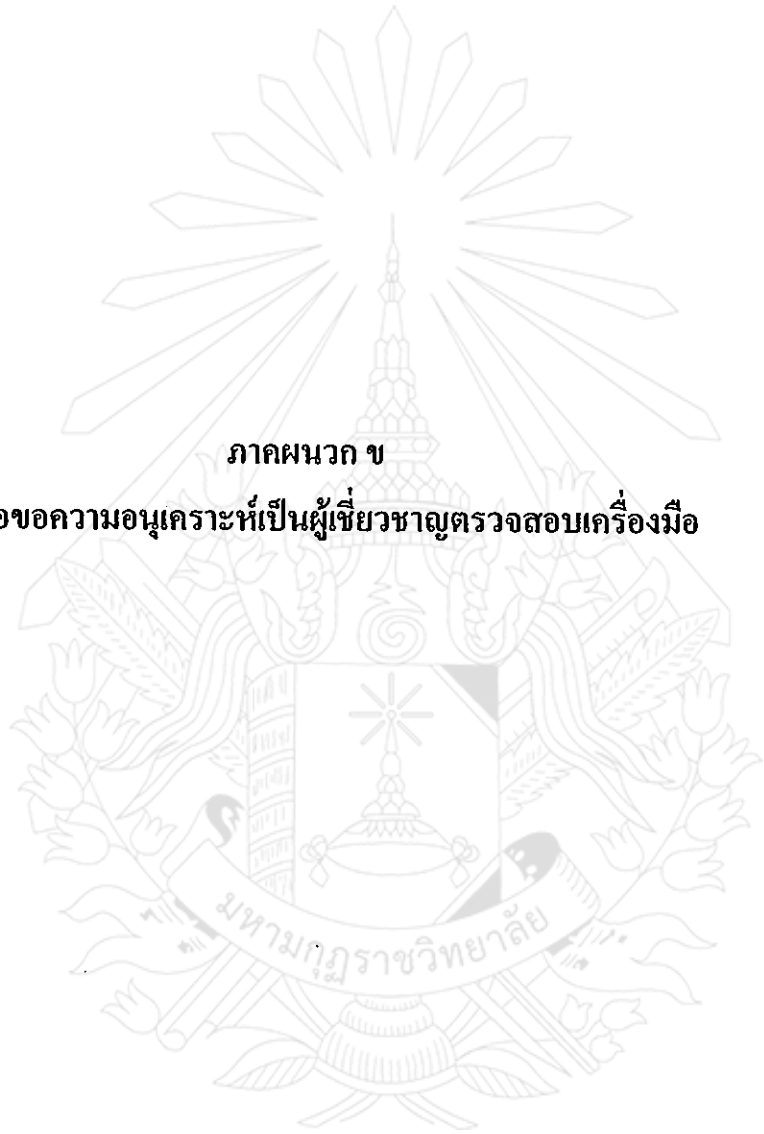 ภาคผนวก ข
อขอความอนุเคราะห์เป็นผู้เชี่ยวชาญตรวจสอบเครื่องมือ
มหามกุฏราชวิทยาลัย